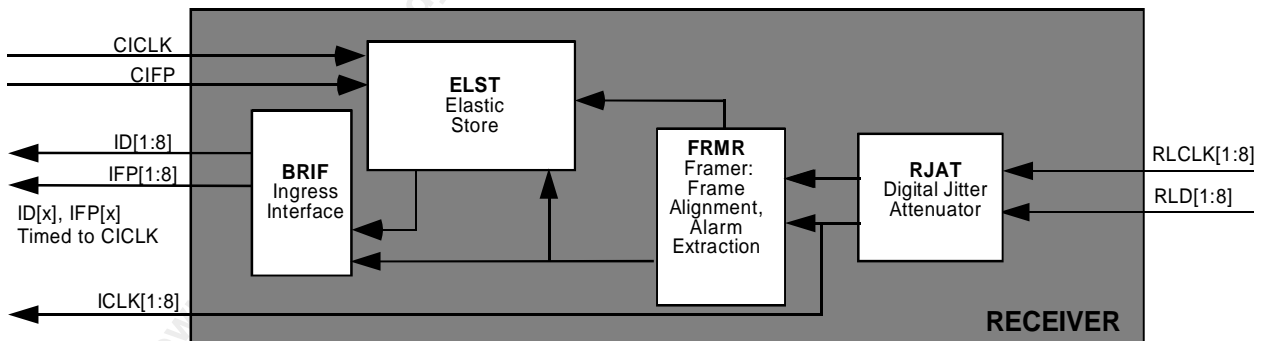 CICLK
CIFP
ELST
Elastic
Store
ID[1:8]
IFP[1:8]
BRIF
Ingress
Interface
ID[x], IFP[x]
Timed to CICLK
FRMR
Framer:
Frame
Alignment,
Alarm
Extraction
RJAT
Digital Jitter
Attenuator
RLCLK[1:8]
RLD[1:8]
ICLK[1:8]
RECEIVER